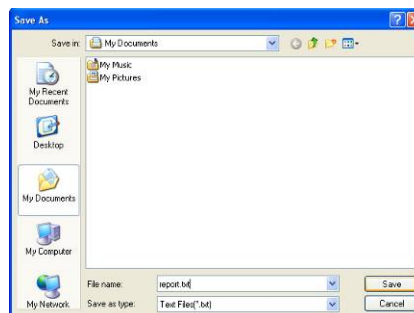 Save As
Save in: My Documents
My Music
My Pictures
My Recent
Documents
Desktop
My Documents
My Computer
My Network
File name: report.txt
Save
Save as type: Text Files(*.txt)
Cancel